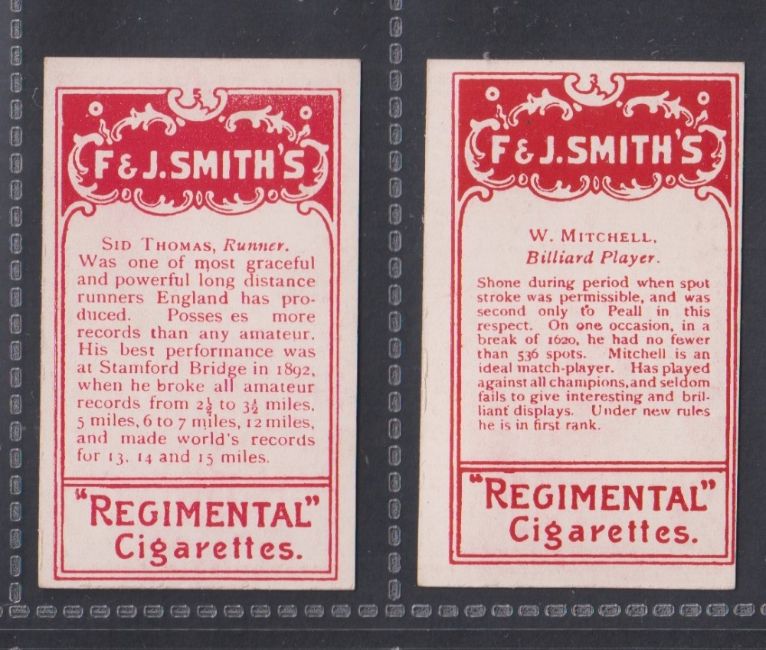 5
F & J. SMITH'S
SID THOMAS, Runner.
Was one of most graceful
and powerful long distance
runners England has pro-
duced. Posses es more
records than any amateur.
His best performance was
at Stamford Bridge in 1892,
when he broke all amateur
records from 2½ to 3½ miles,
5 miles, 6 to 7 miles, 12 miles,
and made world's records
for 13, 14 and 15 miles.
"REGIMENTAL"
Cigarettes.
3
F & J. SMITH'S
W. MITCHELL,
Billiard Player.
Shone during period when spot
stroke was permissible, and was
second only to Peall in this
respect. On one occasion, in a
break of 1620, he had no fewer
than 536 spots. Mitchell is an
ideal match-player. Has played
against all champions, and seldom
fails to give interesting and bril-
liant displays. Under new rules
he is in first rank.
"REGIMENTAL"
Cigarettes.